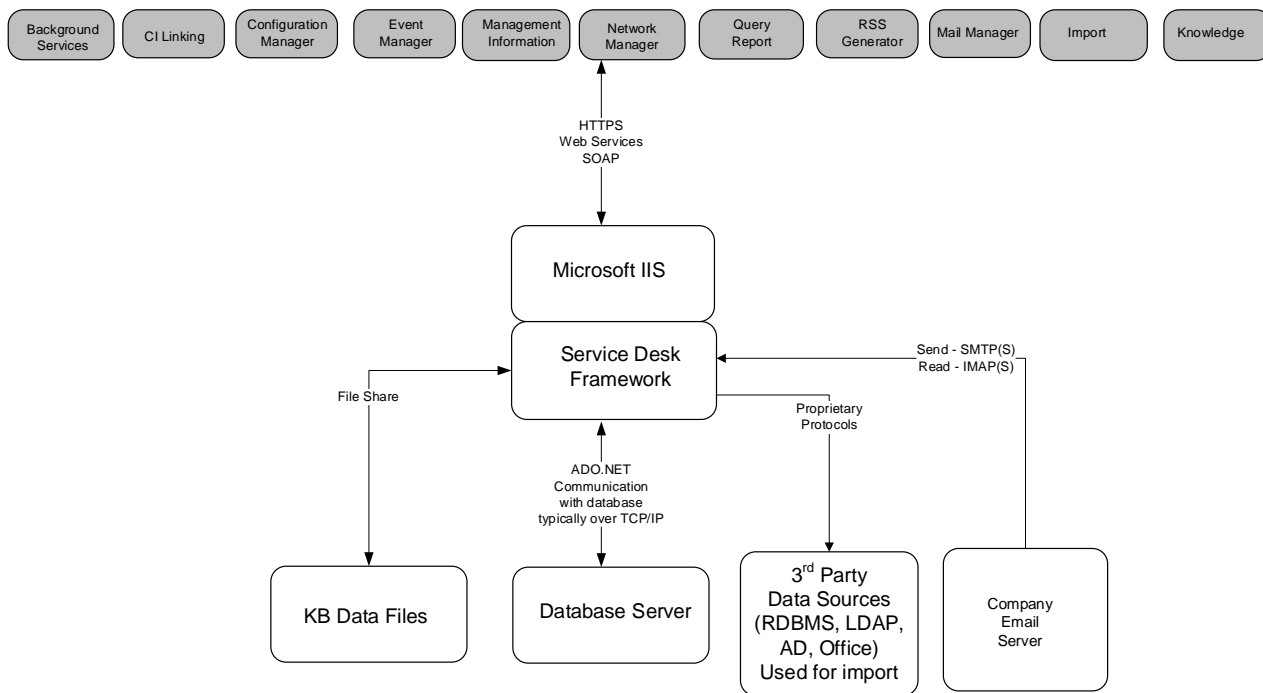 Background
Services
CI Linking
Configuration
Manager
Event
Manager
Management
Information
Network
Manager
Query
Report
RSS
Generator
Mail Manager
Import
Knowledge
HTTPS
Web Services
SOAP
Microsoft IIS
Service Desk
Framework
Send - SMTP(S)
Read - IMAP(S)
File Share
Proprietary
Protocols
ADO.NET
Communication
with database
typically over TCP/IP
KB Data Files
Database Server
3rd Party
Data Sources
(RDBMS, LDAP,
AD, Office)
Used for import
Company
Email
Server